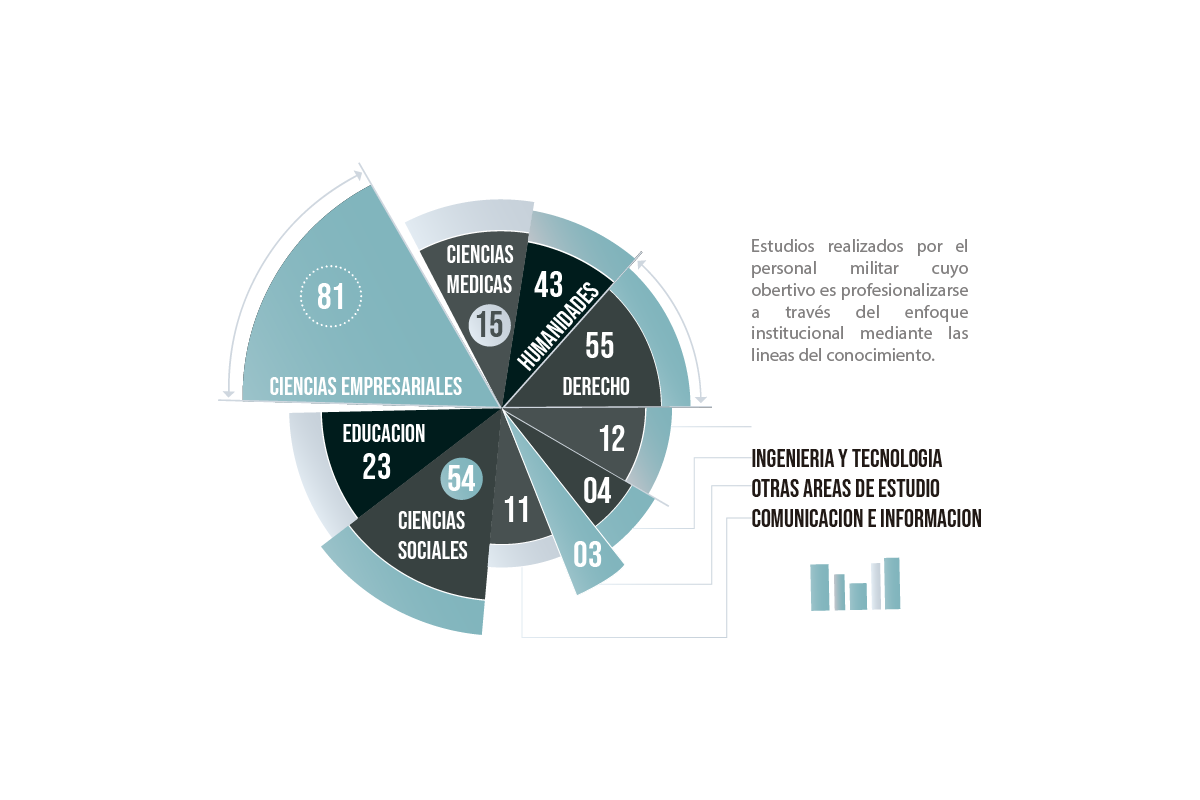 CIENCIAS
MEDICAS
15
43
HUMANIDADES
55
DERECHO
81
CIENCIAS EMPRESARIALES
EDUCACION
23
54
CIENCIAS
SOCIALES
11
03
04
12
Estudios realizados por el
personal militar cuyo
obertivo es profesionalizarse
a través del enfoque
institucional mediante las
lineas del conocimiento.
INGENIERIA Y TECNOLOGIA
OTRAS AREAS DE ESTUDIO
COMUNICACION E INFORMACION